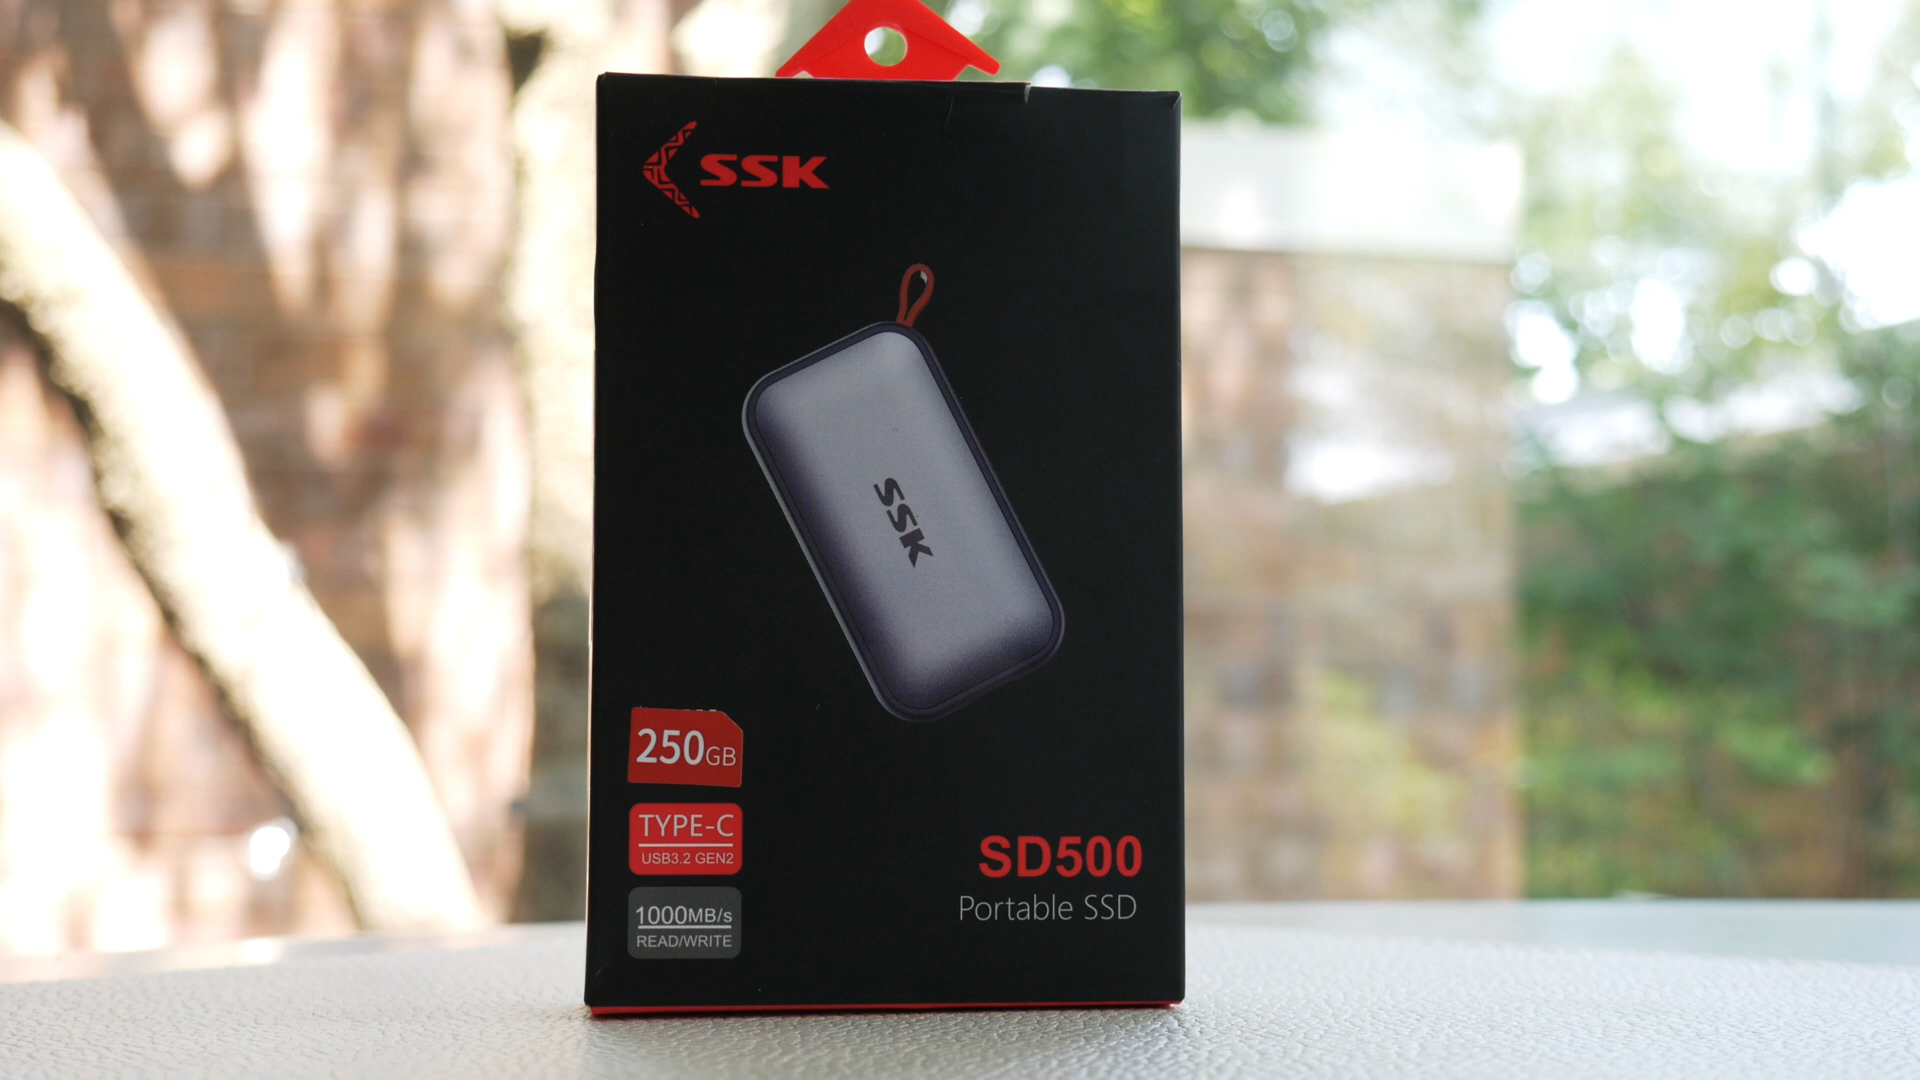 SSK
SSK
250GB
TYPE-C
USB3.2 GEN2
1000MB/s
READ/WRITE
SD500
Portable SSD